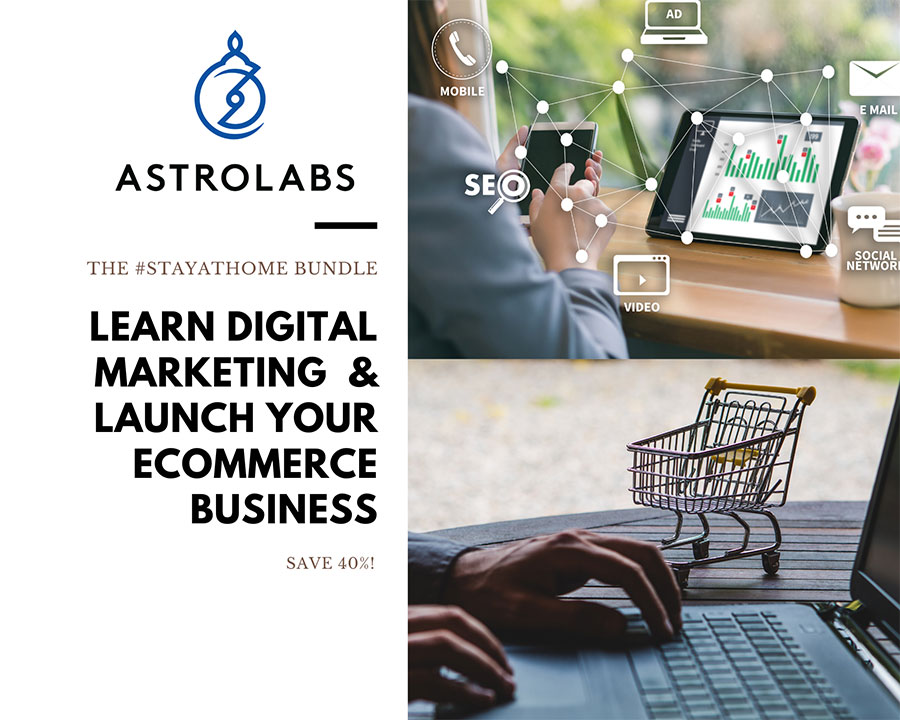 ASTROLABS
THE #STAYATHOME BUNDLE
LEARN DIGITAL
MARKETING &
LAUNCH YOUR
ECOMMERCE
BUSINESS
SAVE 40%!
AD
MOBILE
E MAIL
SEO
SOCIAL
NETWOR
VIDEO